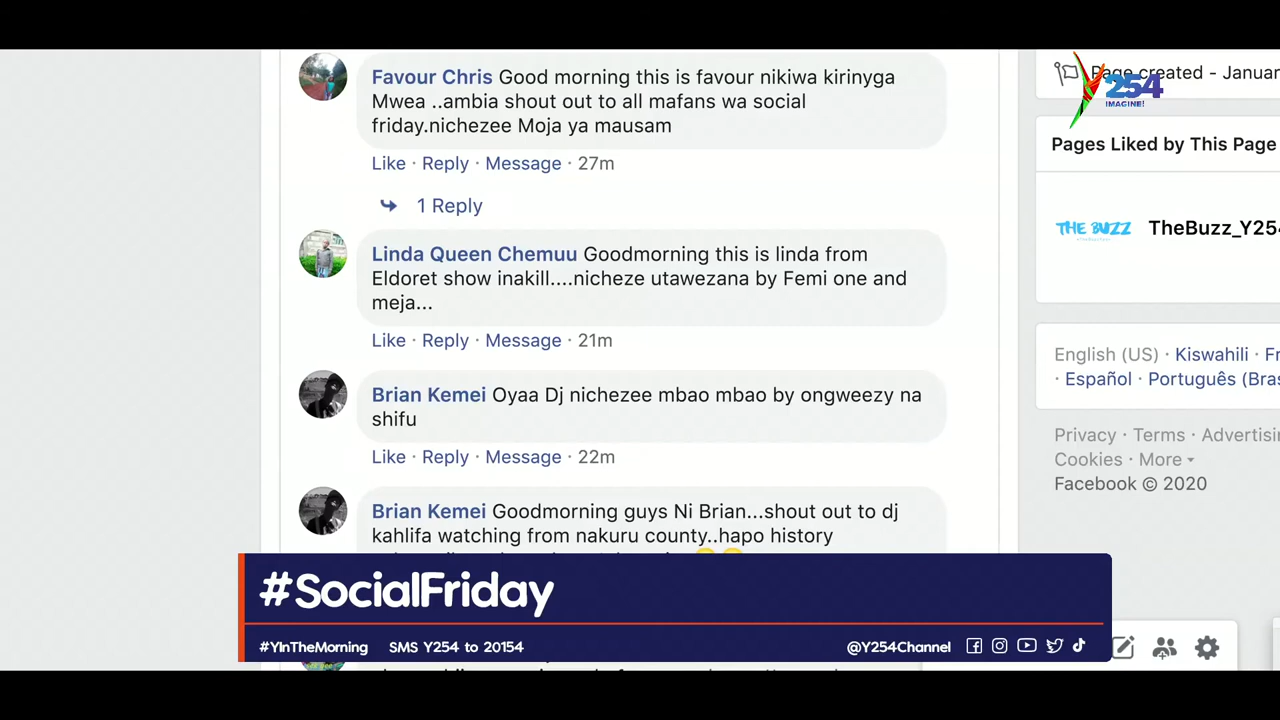 Favour Chris Good morning this is favour nikiwa kirinyga
Mwea ..ambia shout out to all mafans wa social
friday.nichezee Moja ya mausam
Like · Reply · Message · 27m
1 Reply
Linda Queen Chemuu Goodmorning this is linda from
Eldoret show inakill....nicheze utawezana by Femi one and
meja...
Like · Reply · Message · 21m
Brian Kemei Oyaa Dj nichezee mbao mbao by ongweezy na
shifu
Like · Reply · Message · 22m
Brian Kemei Goodmorning guys Ni Brian...shout out to dj
kahlifa watching from nakuru county..hapo history
Page created - Januar
Y254
IMAGINE!
Pages Liked by This Page
THE BUZZ
TheBuzz_Y25
English (US) · Kiswahili · Fr
· Español · Português (Bras
Privacy · Terms · Advertisi
Cookies · More
Facebook © 2020
#SocialFriday
#YInTheMorning SMS Y254 to 20154
@Y254Channel